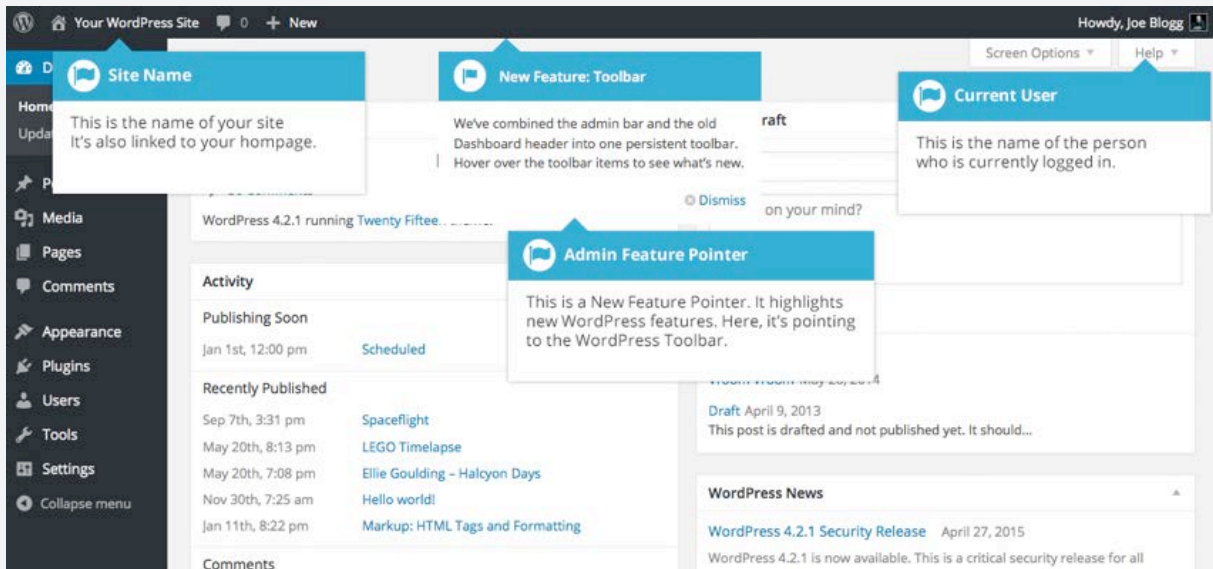 Your WordPress Site 0 + New Howdy, Joe Blogg
Screen Options Help
Site Name
This is the name of your site
It's also linked to your hompage.
New Feature: Toolbar
We've combined the admin bar and the old
Dashboard header into one persistent toolbar.
Hover over the toolbar items to see what's new.
Dismiss
Current User
This is the name of the person
who is currently logged in.
Admin Feature Pointer
This is a New Feature Pointer. It highlights
new WordPress features. Here, it's pointing
to the WordPress Toolbar.
D
Home
Upda
P
Media
Pages
Comments
Appearance
Plugins
Users
Tools
Settings
Collapse menu
WordPress 4.2.1 running Twenty Fiftee
Activity
Publishing Soon
Jan 1st, 12:00 pm Scheduled
Recently Published
Sep 7th, 3:31 pm Spaceflight
May 20th, 8:13 pm LEGO Timelapse
May 20th, 7:08 pm Ellie Goulding – Halcyon Days
Nov 30th, 7:25 am Hello world!
Jan 11th, 8:22 pm Markup: HTML Tags and Formatting
Comments
raft
on your mind?
Draft April 9, 2013
This post is drafted and not published yet. It should...
WordPress News
WordPress 4.2.1 Security Release April 27, 2015
WordPress 4.2.1 is now available. This is a critical security release for all